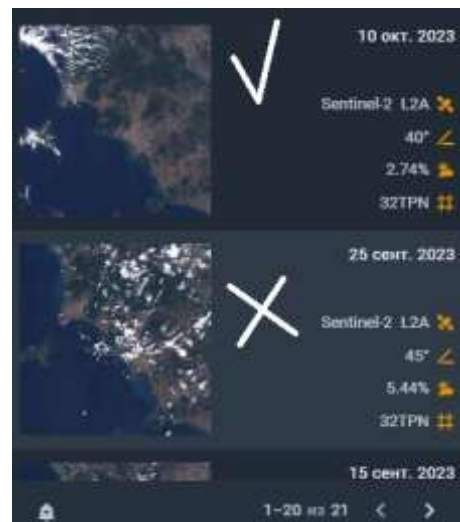 10 окт. 2023
Sentinel-2 L2A
40°
2.74%
32TPN
25 сент. 2023
Sentinel-2 L2A
45°
5.44%
32TPN
15 сент. 2023
1–20 из 21